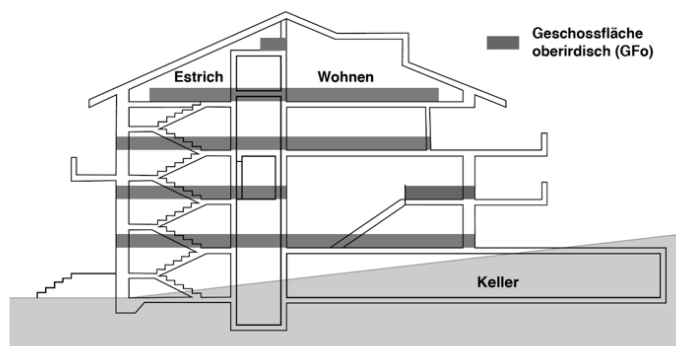 Geschossfläche
oberirdisch (GFo)
Estrich
Wohnen
Keller